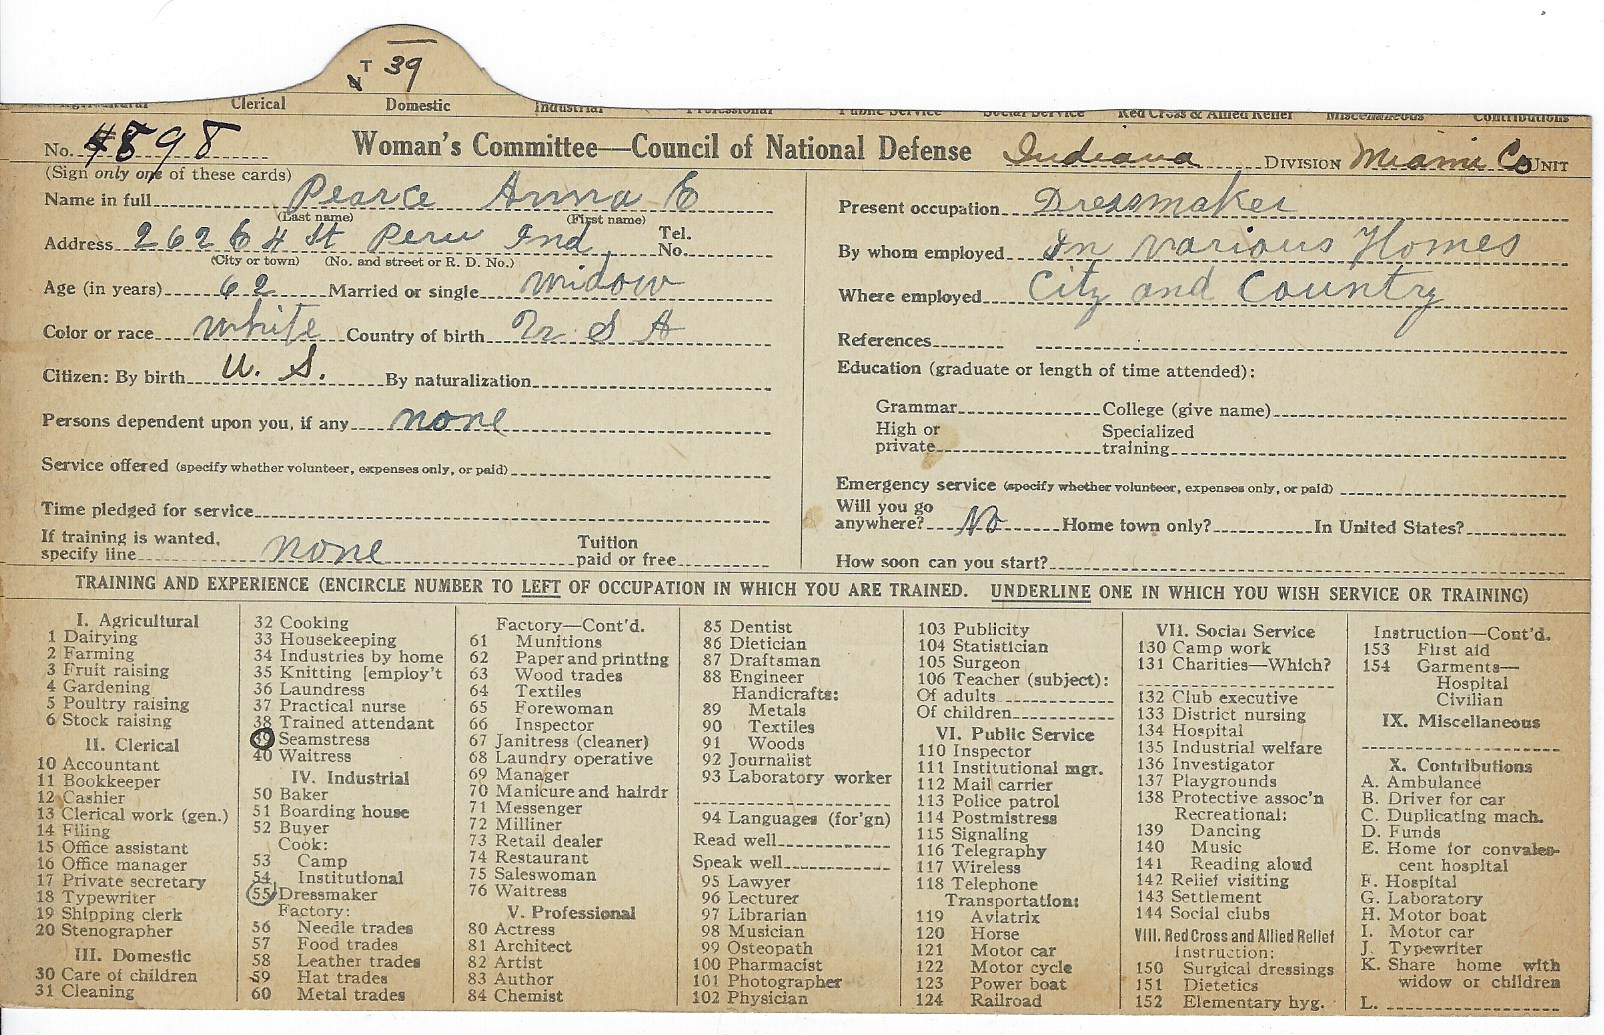 T 39
Agricultural Clerical Domestic Industrial Professional Public Service Social Service Red Cross & Allied Relief Miscellaneous Contributions
No. 4898 Woman's Committee—Council of National Defense Indiana DIVISION Miami Co UNIT
(Sign only one of these cards)
Name in full Pearce Anna E
(Last name) (First name)
Address 262 E 4 St Peru Ind Tel. No.
(City or town) (No. and street or R. D. No.)
Age (in years) 62 Married or single widow
Color or race white Country of birth U S A
Citizen: By birth U. S. By naturalization
Persons dependent upon you, if any none
Service offered (specify whether volunteer, expenses only, or paid)
Time pledged for service
If training is wanted, specify line none Tuition paid or free
Present occupation Dressmaker
By whom employed In various Homes
Where employed City and Country
References
Education (graduate or length of time attended):
Grammar College (give name)
High or private Specialized training
Emergency service (specify whether volunteer, expenses only, or paid)
Will you go anywhere? No Home town only? In United States?
How soon can you start?
TRAINING AND EXPERIENCE (ENCIRCLE NUMBER TO LEFT OF OCCUPATION IN WHICH YOU ARE TRAINED. UNDERLINE ONE IN WHICH YOU WISH SERVICE OR TRAINING)
I. Agricultural
1 Dairying
2 Farming
3 Fruit raising
4 Gardening
5 Poultry raising
6 Stock raising
II. Clerical
10 Accountant
11 Bookkeeper
12 Cashier
13 Clerical work (gen.)
14 Filing
15 Office assistant
16 Office manager
17 Private secretary
18 Typewriter
19 Shipping clerk
20 Stenographer
III. Domestic
30 Care of children
31 Cleaning
32 Cooking
33 Housekeeping
34 Industries by home
35 Knitting [employ't
36 Laundress
37 Practical nurse
38 Trained attendant
39 Seamstress
40 Waitress
IV. Industrial
50 Baker
51 Boarding house
52 Buyer
Cook:
53 Camp
54 Institutional
55 Dressmaker
Factory:
56 Needle trades
57 Food trades
58 Leather trades
59 Hat trades
60 Metal trades
Factory—Cont'd.
61 Munitions
62 Paper and printing
63 Wood trades
64 Textiles
65 Forewoman
66 Inspector
67 Janitress (cleaner)
68 Laundry operative
69 Manager
70 Manicure and hairdr
71 Messenger
72 Milliner
73 Retail dealer
74 Restaurant
75 Saleswoman
76 Waitress
V. Professional
80 Actress
81 Architect
82 Artist
83 Author
84 Chemist
85 Dentist
86 Dietician
87 Draftsman
88 Engineer
Handicrafts:
89 Metals
90 Textiles
91 Woods
92 Journalist
93 Laboratory worker
94 Languages (for'gn)
Read well
Speak well
95 Lawyer
96 Lecturer
97 Librarian
98 Musician
99 Osteopath
100 Pharmacist
101 Photographer
102 Physician
103 Publicity
104 Statistician
105 Surgeon
106 Teacher (subject):
Of adults
Of children
VI. Public Service
110 Inspector
111 Institutional mgr.
112 Mail carrier
113 Police patrol
114 Postmistress
115 Signaling
116 Telegraphy
117 Wireless
118 Telephone
Transportation:
119 Aviatrix
120 Horse
121 Motor car
122 Motor cycle
123 Power boat
124 Railroad
VII. Social Service
130 Camp work
131 Charities—Which?
132 Club executive
133 District nursing
134 Hospital
135 Industrial welfare
136 Investigator
137 Playgrounds
138 Protective assoc'n
Recreational:
139 Dancing
140 Music
141 Reading aloud
142 Relief visiting
143 Settlement
144 Social clubs
VIII. Red Cross and Allied Relief
Instruction:
150 Surgical dressings
151 Dietetics
152 Elementary hyg.
Instruction—Cont'd.
153 First aid
154 Garments—
Hospital
Civilian
IX. Miscellaneous
X. Contributions
A. Ambulance
B. Driver for car
C. Duplicating mach.
D. Funds
E. Home for convales-
cent hospital
F. Hospital
G. Laboratory
H. Motor boat
I. Motor car
J. Typewriter
K. Share home with
widow or children
L.